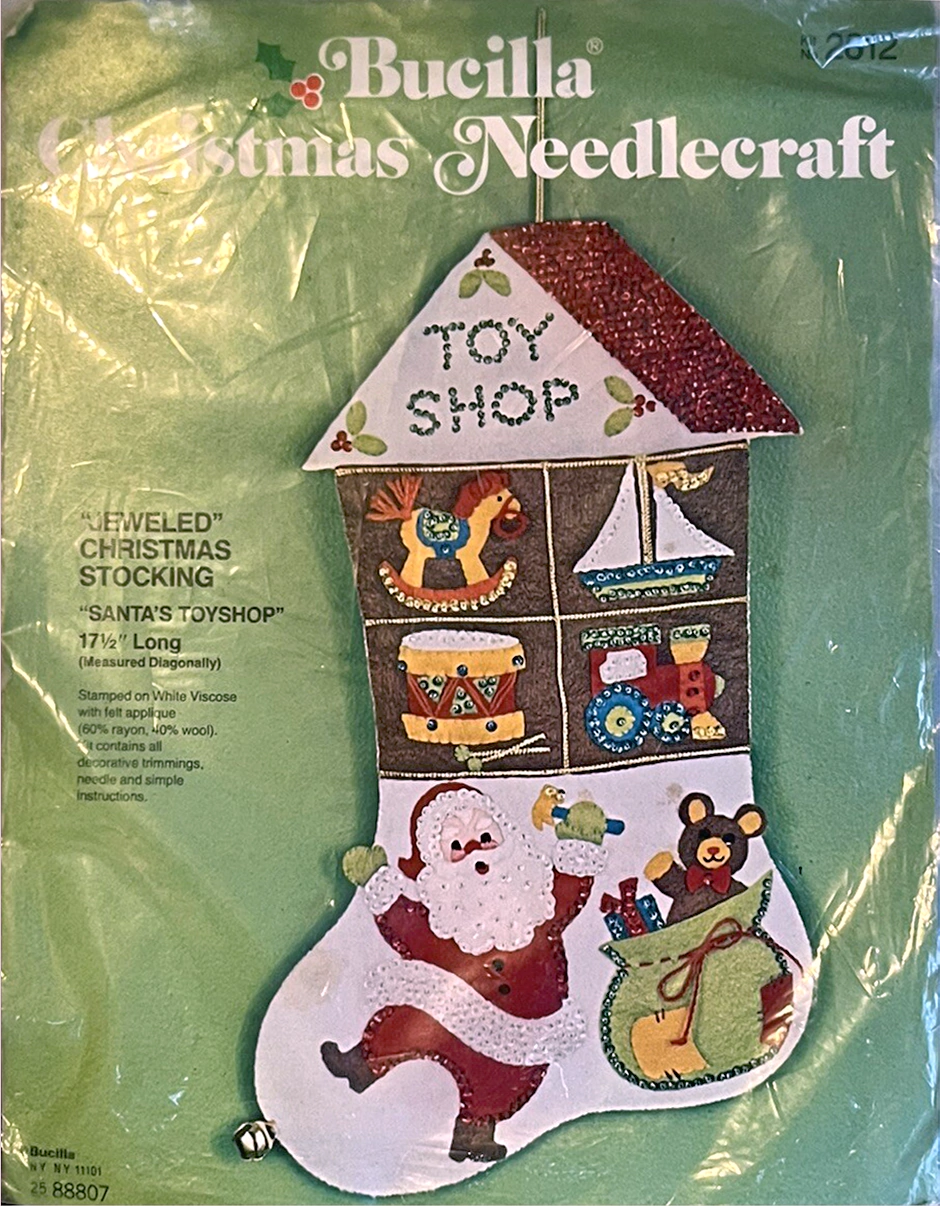 Bucilla®
2612
Christmas Needlecraft
TOY
SHOP
"JEWELED"
CHRISTMAS
STOCKING
"SANTA'S TOYSHOP"
17½" Long
(Measured Diagonally)
Stamped on White Viscose
with felt applique
(60% rayon, 40% wool).
Kit contains all
decorative trimmings,
needle and simple
instructions.
Bucilla
NY NY 11101
25 88807